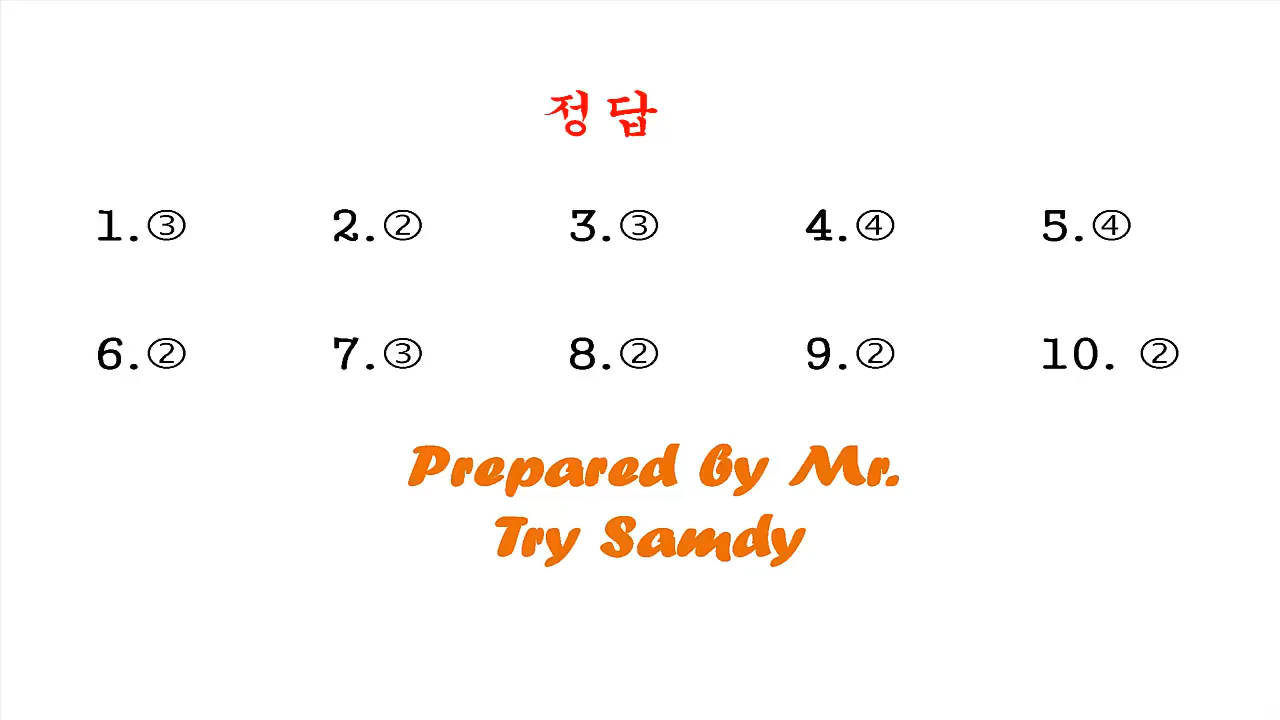 정답
1.③ 2.② 3.③ 4.④ 5.④
6.② 7.③ 8.② 9.② 10. ②
Prepared by Mr.
Try Samdy